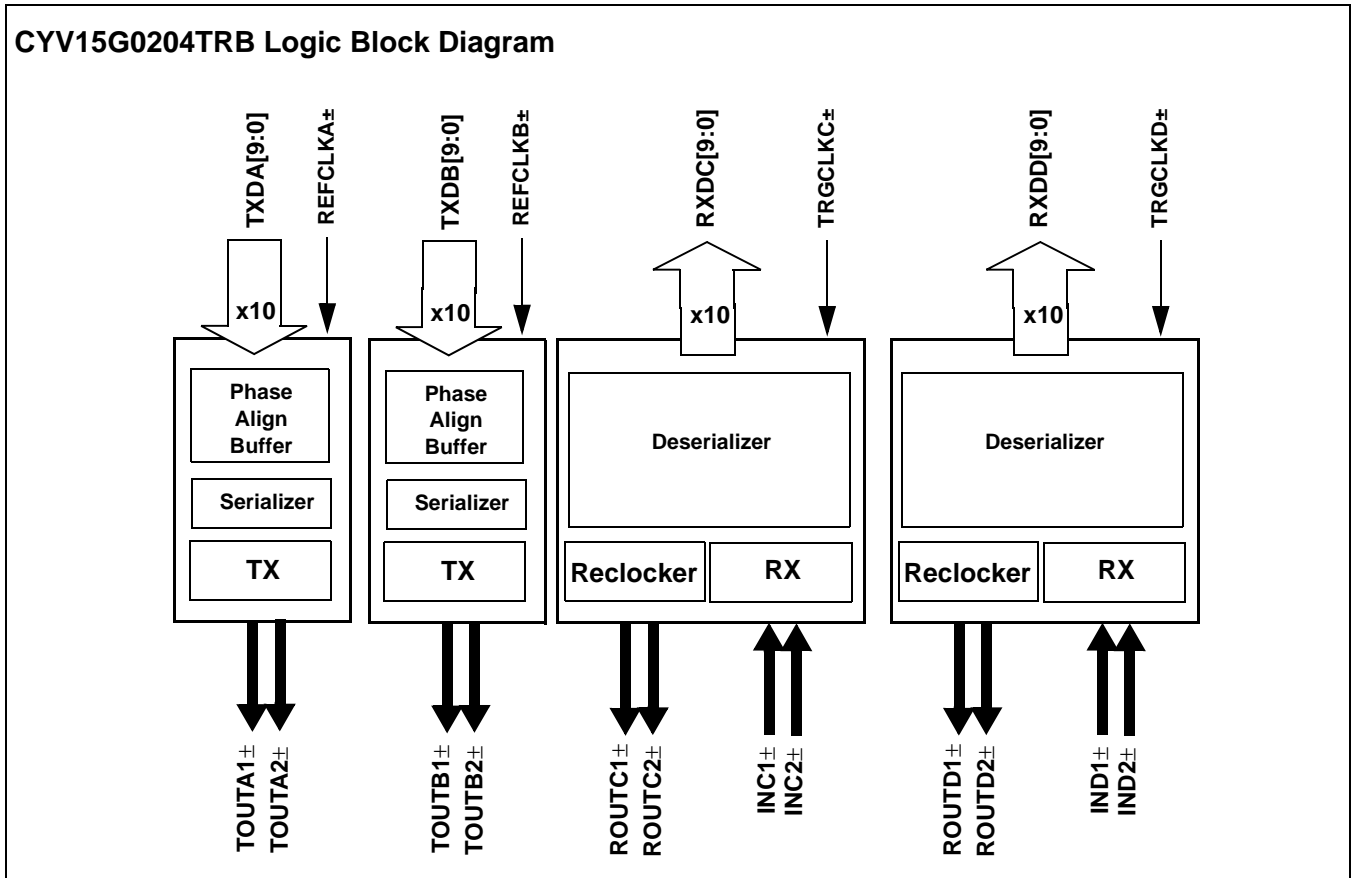 CYV15G0204TRB Logic Block Diagram
TXDA[9:0]
REFCLKA±
TXDB[9:0]
REFCLKB±
RXDC[9:0]
TRGCLKC±
RXDD[9:0]
TRGCLKD±
x10
x10
x10
x10
Phase
Align
Buffer
Serializer
TX
Phase
Align
Buffer
Serializer
TX
Deserializer
Reclocker
RX
Deserializer
Reclocker
RX
TOUTA1±
TOUTA2±
TOUTB1±
TOUTB2±
ROUTC1±
ROUTC2±
INC1±
INC2±
ROUTD1±
ROUTD2±
IND1±
IND2±